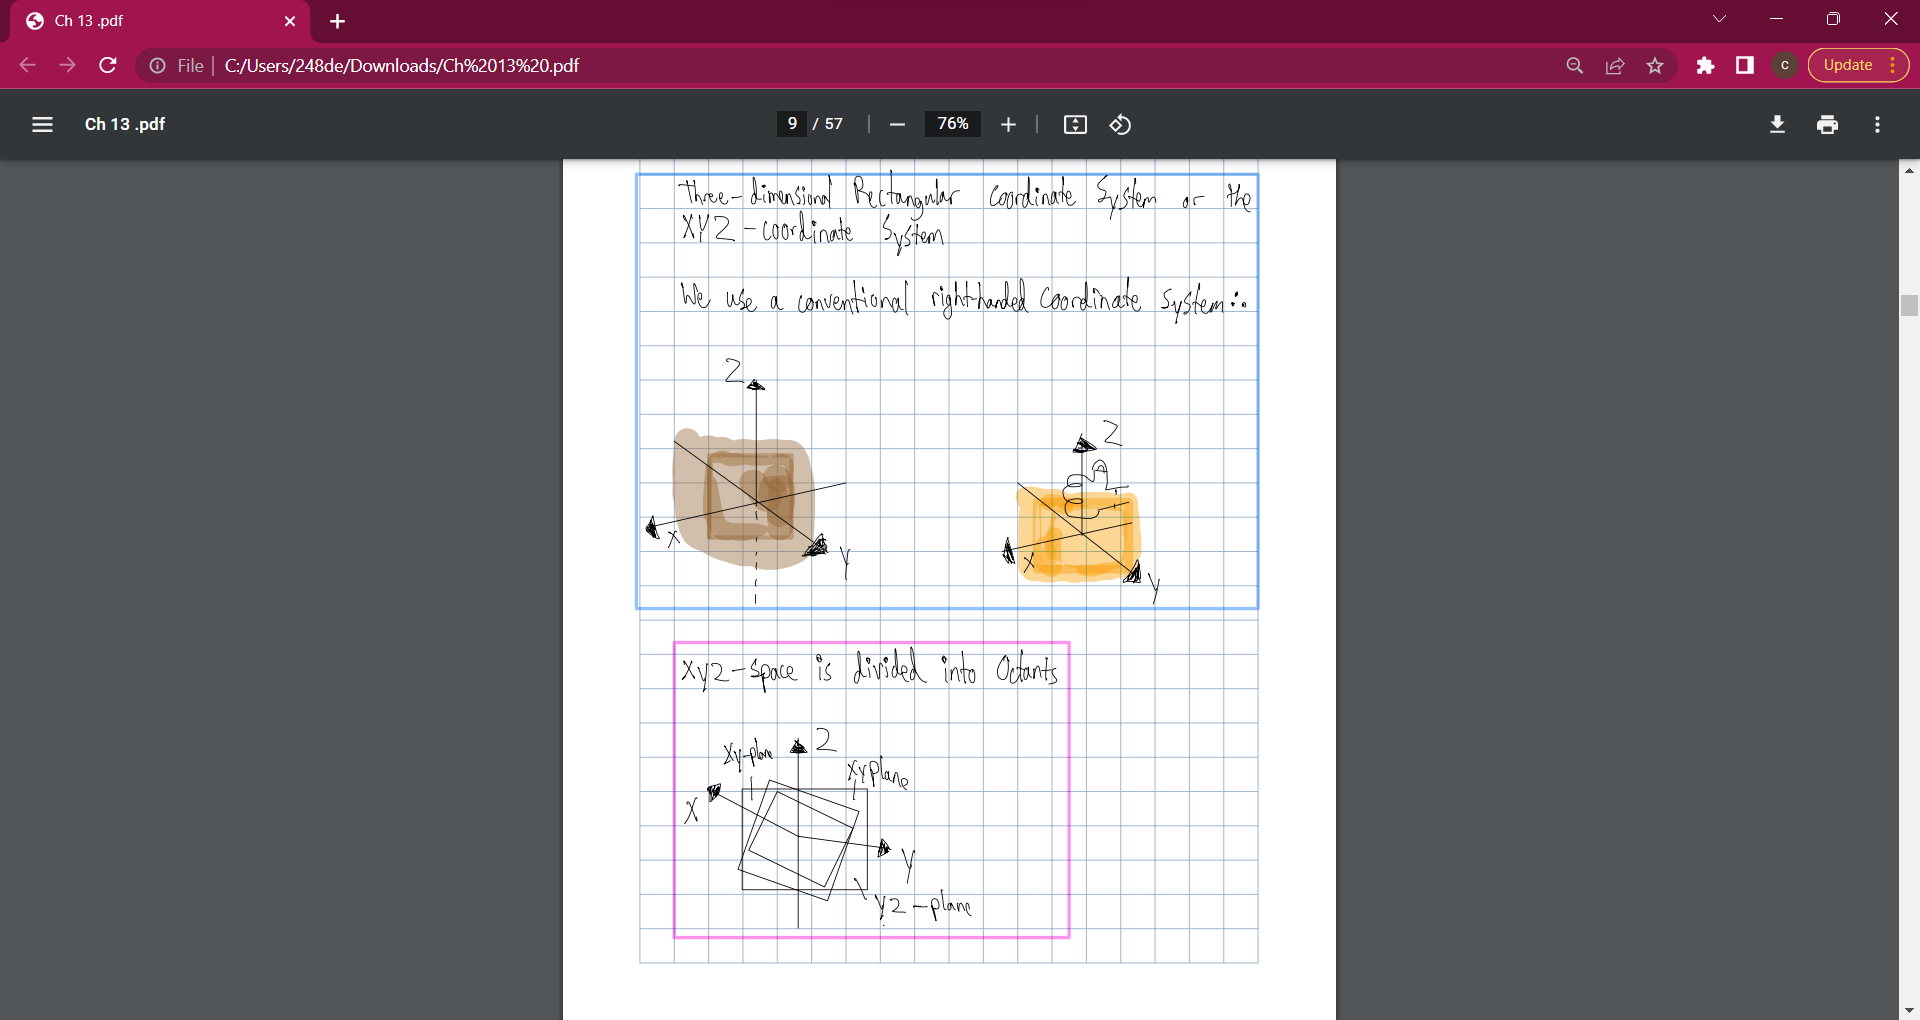 Ch 13 .pdf
File
C:/Users/248de/Downloads/Ch%2013%20.pdf
C
Update
Ch 13 .pdf
9 / 57
76%
Three-dimensional Rectangular Coordinate System or the
XYZ-coordinate System
We use a conventional right-handed Coordinate System:
Z
X
Y
Z
X
Y
Xyz-Space is divided into Octants
Xy-plane
Z
XyPlane
X
Y
Yz-plane